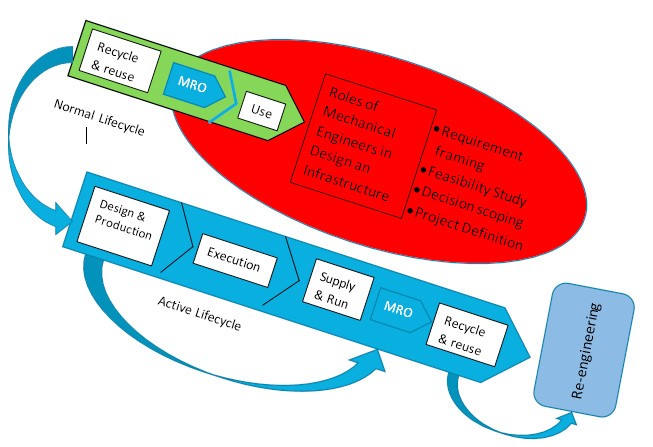 Recycle
& reuse
MRO
Use
Normal Lifecycle
Roles of
Mechanical
Engineers in
Design an
Infrastructure
•Requirement
framing
•Feasibility Study
•Decision scoping
•Project Definition
Design &
Production
Execution
Supply
& Run
MRO
Recycle
& reuse
Active Lifecycle
Re-engineering